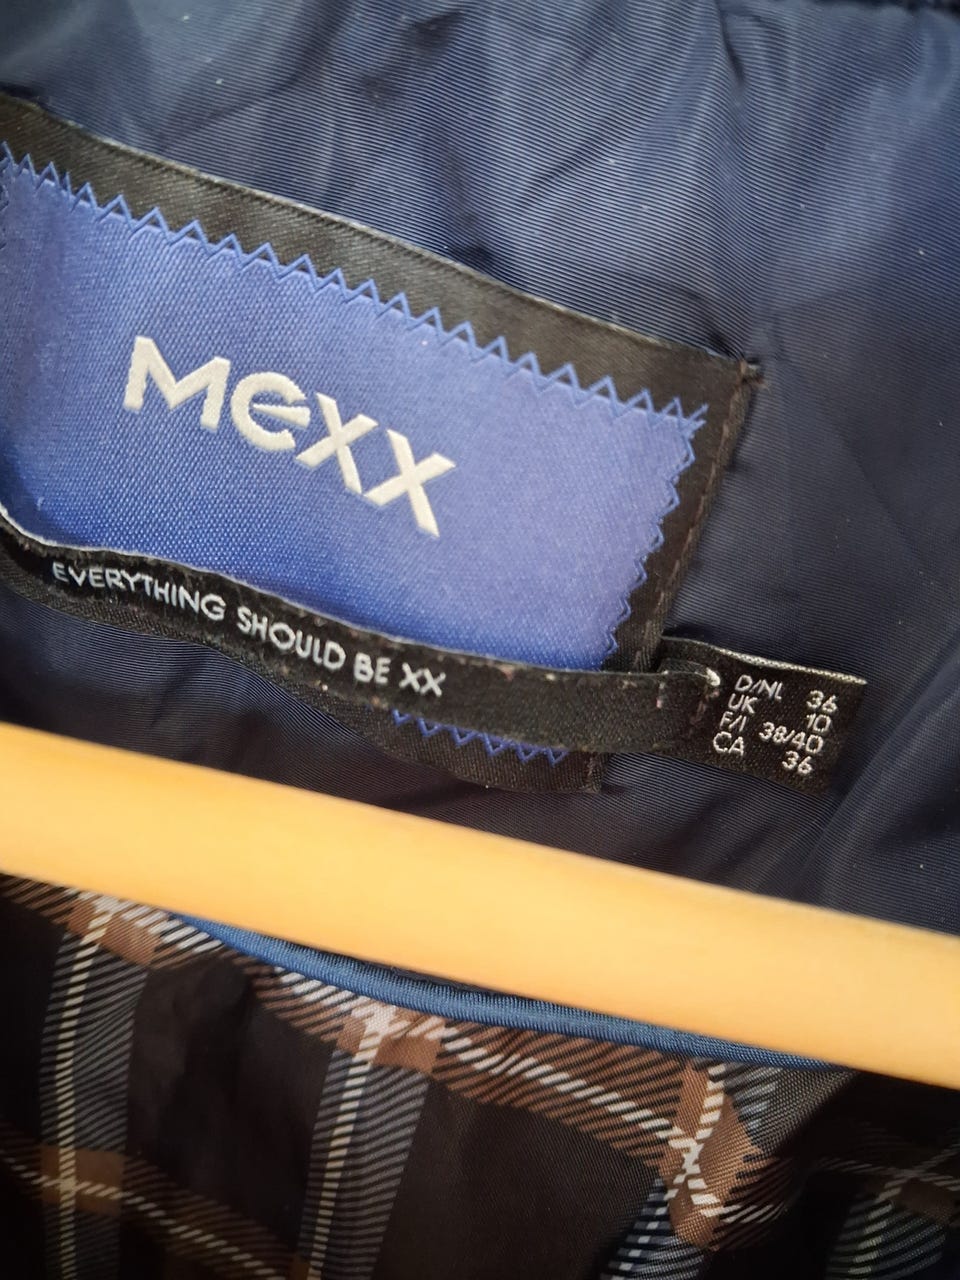 Mexx
EVERYTHING SHOULD BE XX
D/NL 36
UK 10
F/I 38/40
CA 36